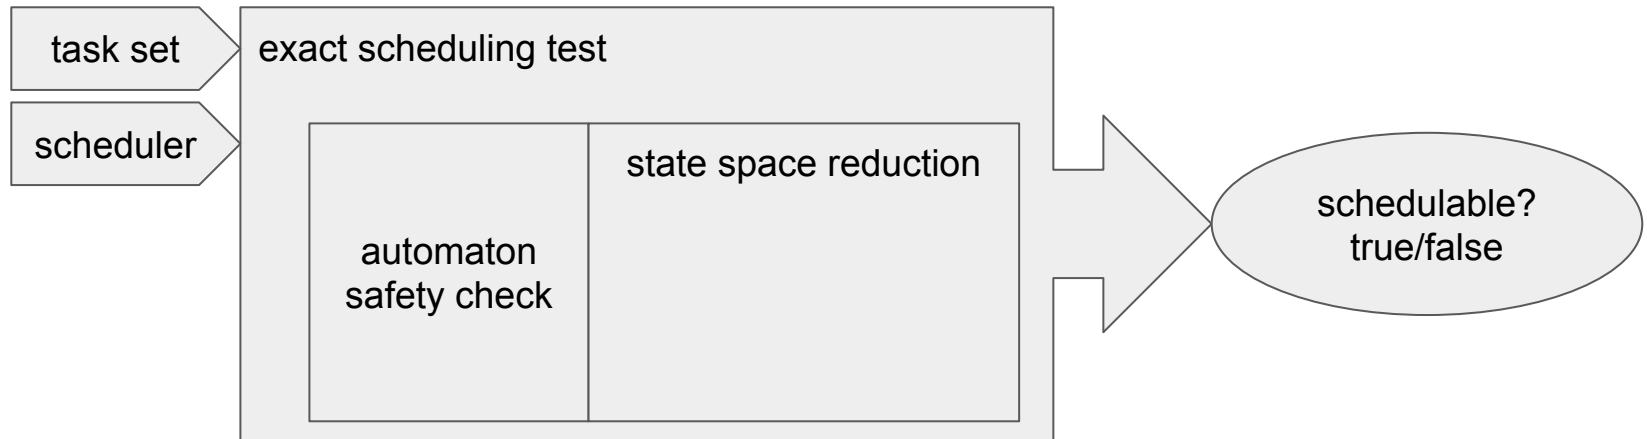 task set
scheduler
exact scheduling test
automaton
safety check
state space reduction
schedulable?
true/false